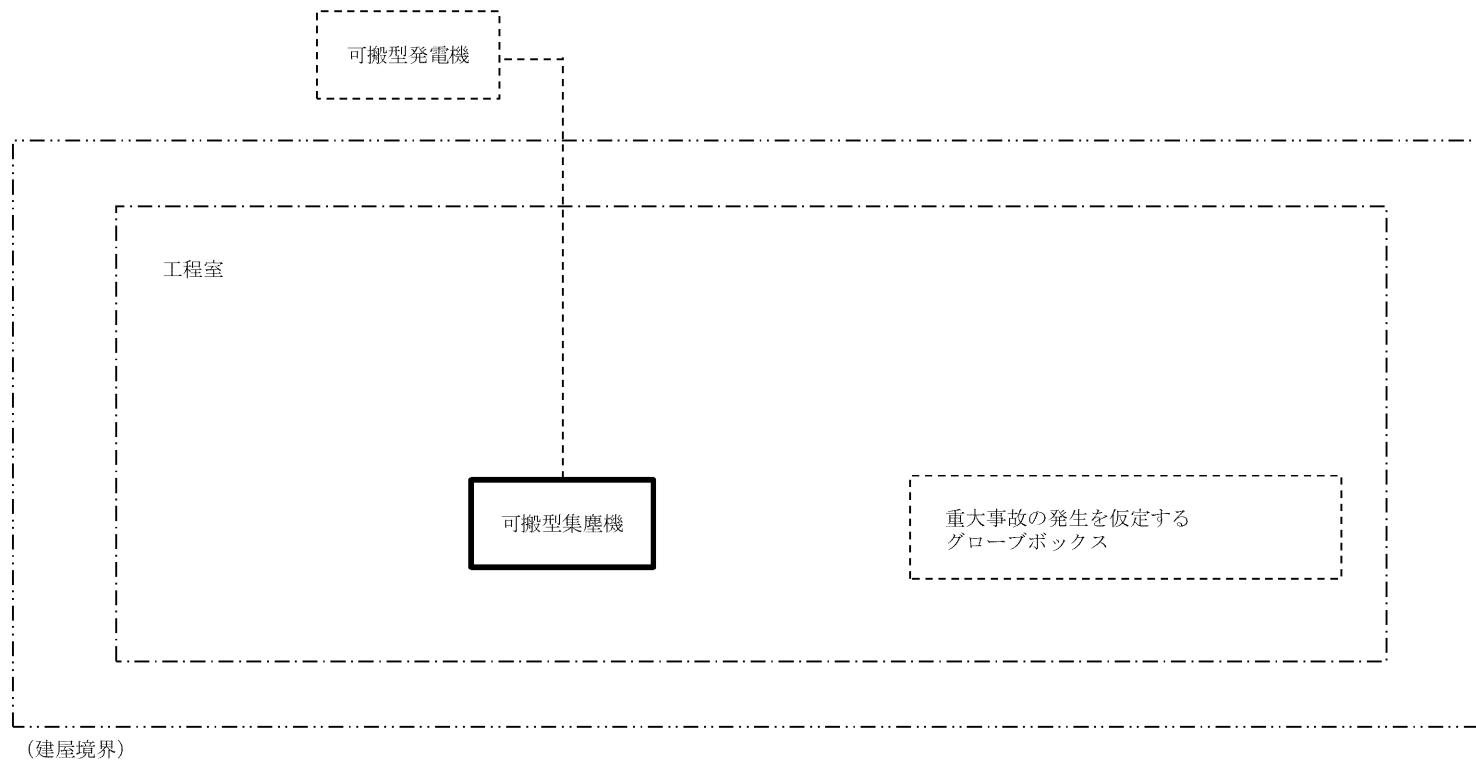 可搬型発電機
工程室
可搬型集塵機
重大事故の発生を仮定する
グローブボックス
（建屋境界）